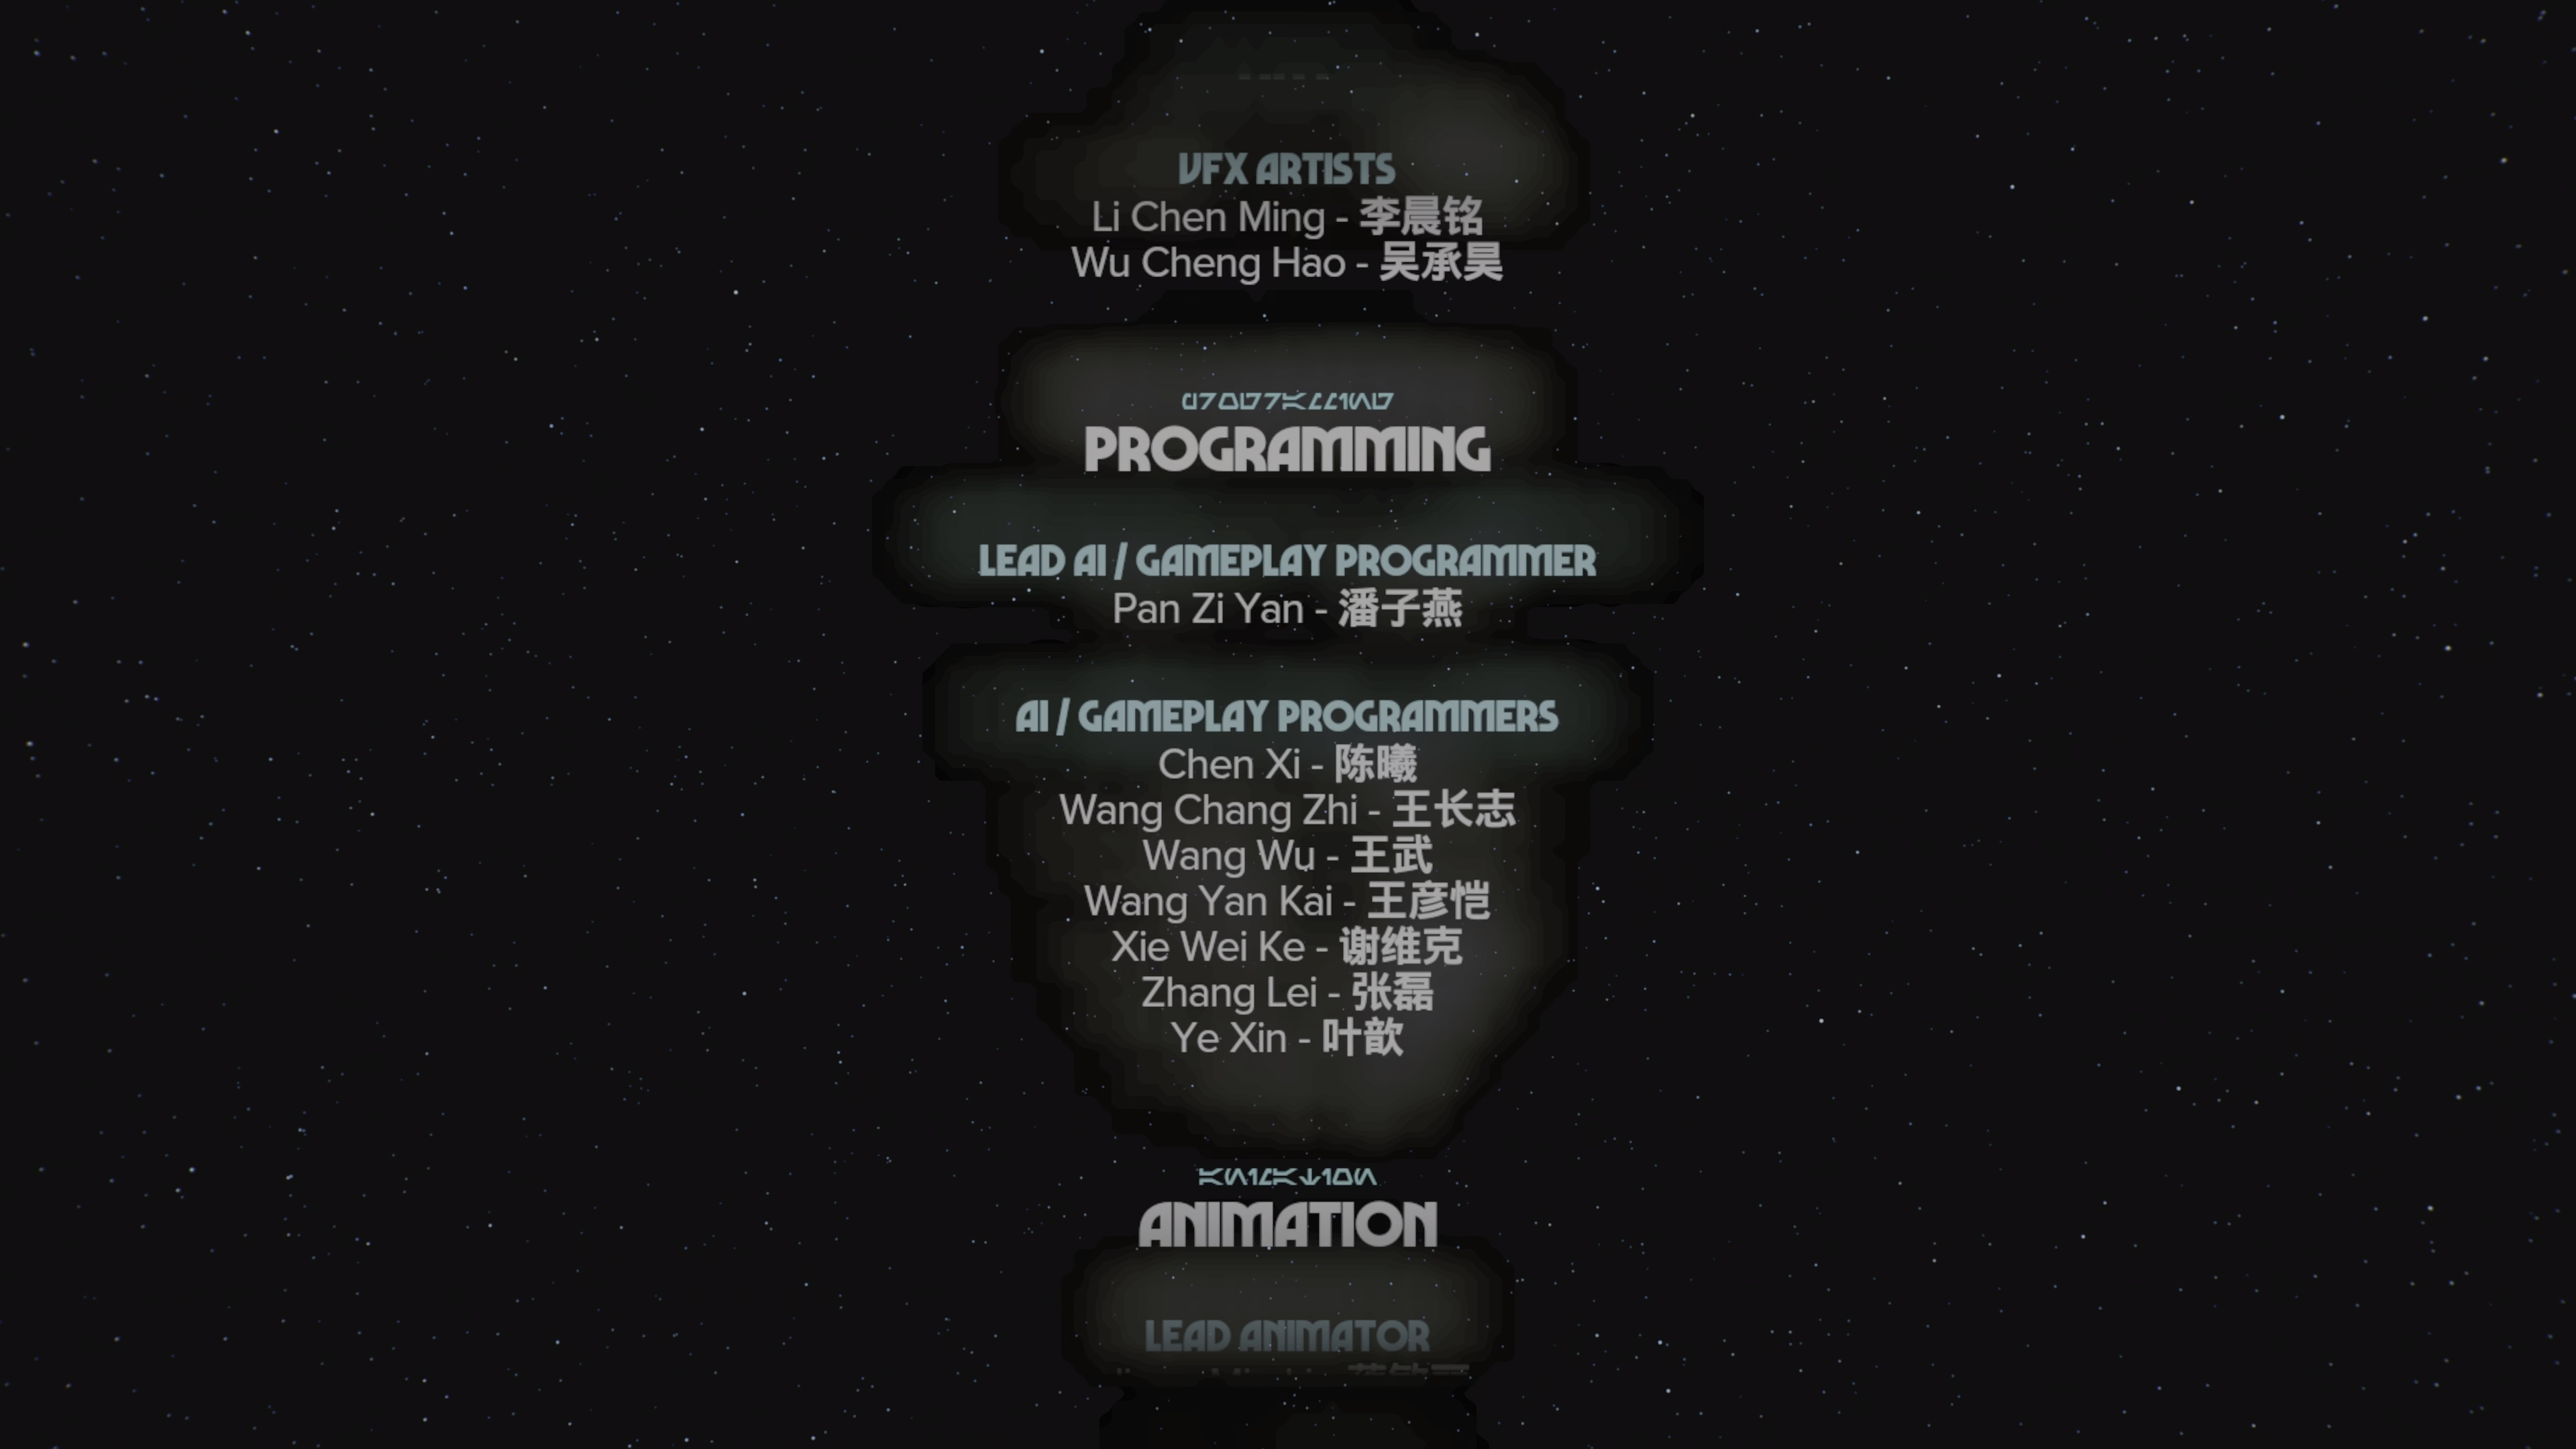 VFX ARTISTS
Li Chen Ming - 李晨铭
Wu Cheng Hao - 吴承昊
PROGRAMMING
LEAD AI / GAMEPLAY PROGRAMMER
Pan Zi Yan - 潘子燕
AI / GAMEPLAY PROGRAMMERS
Chen Xi - 陈曦
Wang Chang Zhi - 王长志
Wang Wu - 王武
Wang Yan Kai - 王彦恺
Xie Wei Ke - 谢维克
Zhang Lei - 张磊
Ye Xin - 叶歆
ANIMATION
LEAD ANIMATOR